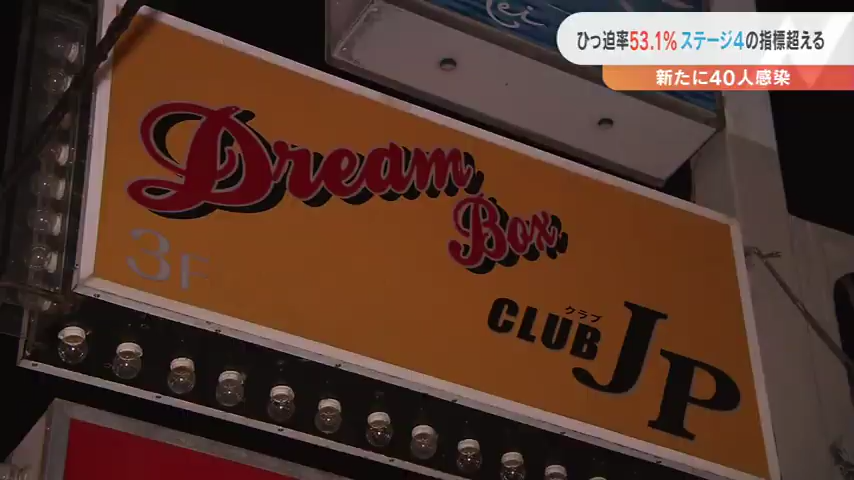 ひっ迫率53.1% ステージ4の指標超える
新たに40人感染
Dream
Box
3F
クラブ
CLUB JP